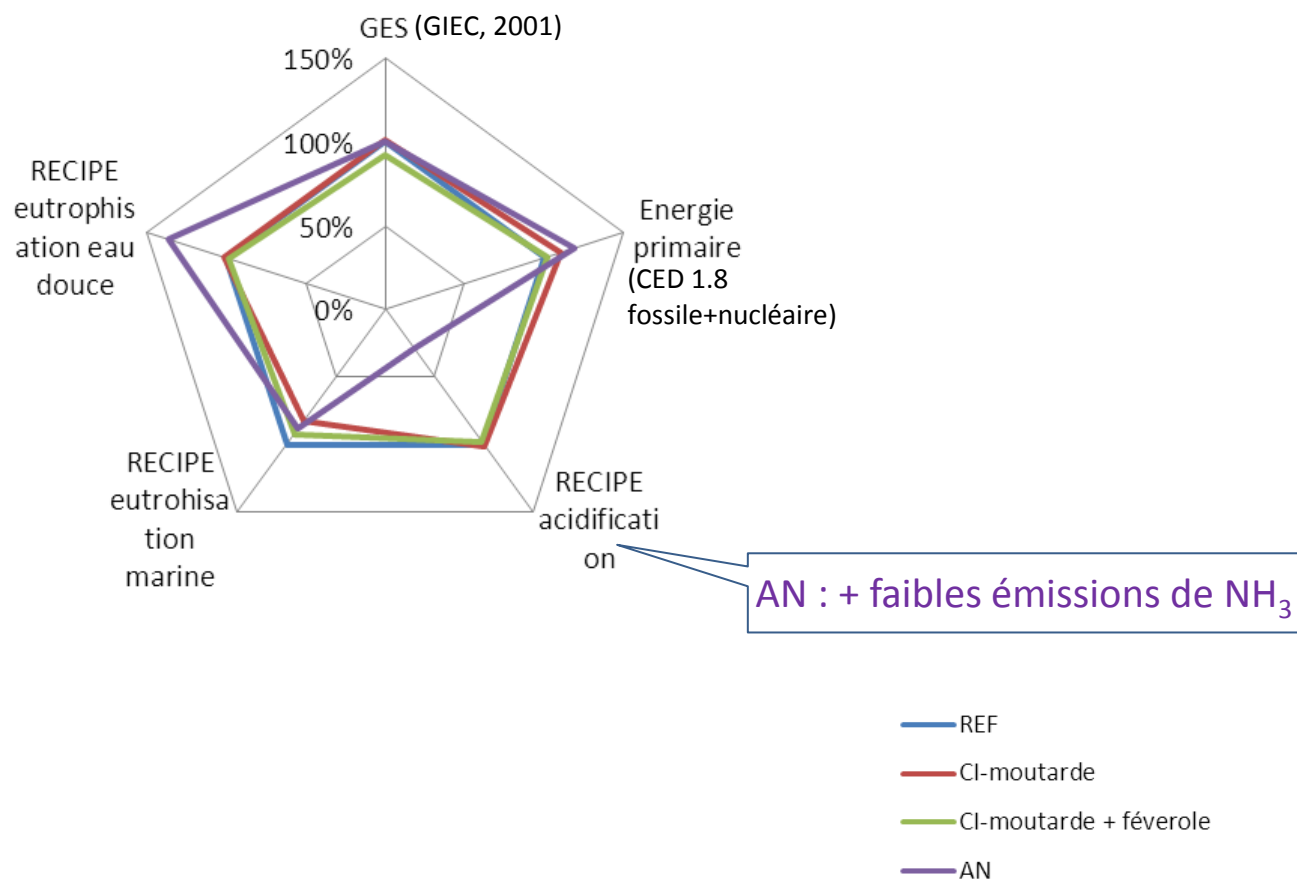 GES (GIEC, 2001)
150%
100%
50%
0%
RECIPE
eutrophis
ation eau
douce
Energie
primaire
(CED 1.8
fossile+nucléaire)
RECIPE
eutrohisa
tion
marine
RECIPE
acidificati
on
AN : + faibles émissions de NH₃
REF
CI-moutarde
CI-moutarde + féverole
AN